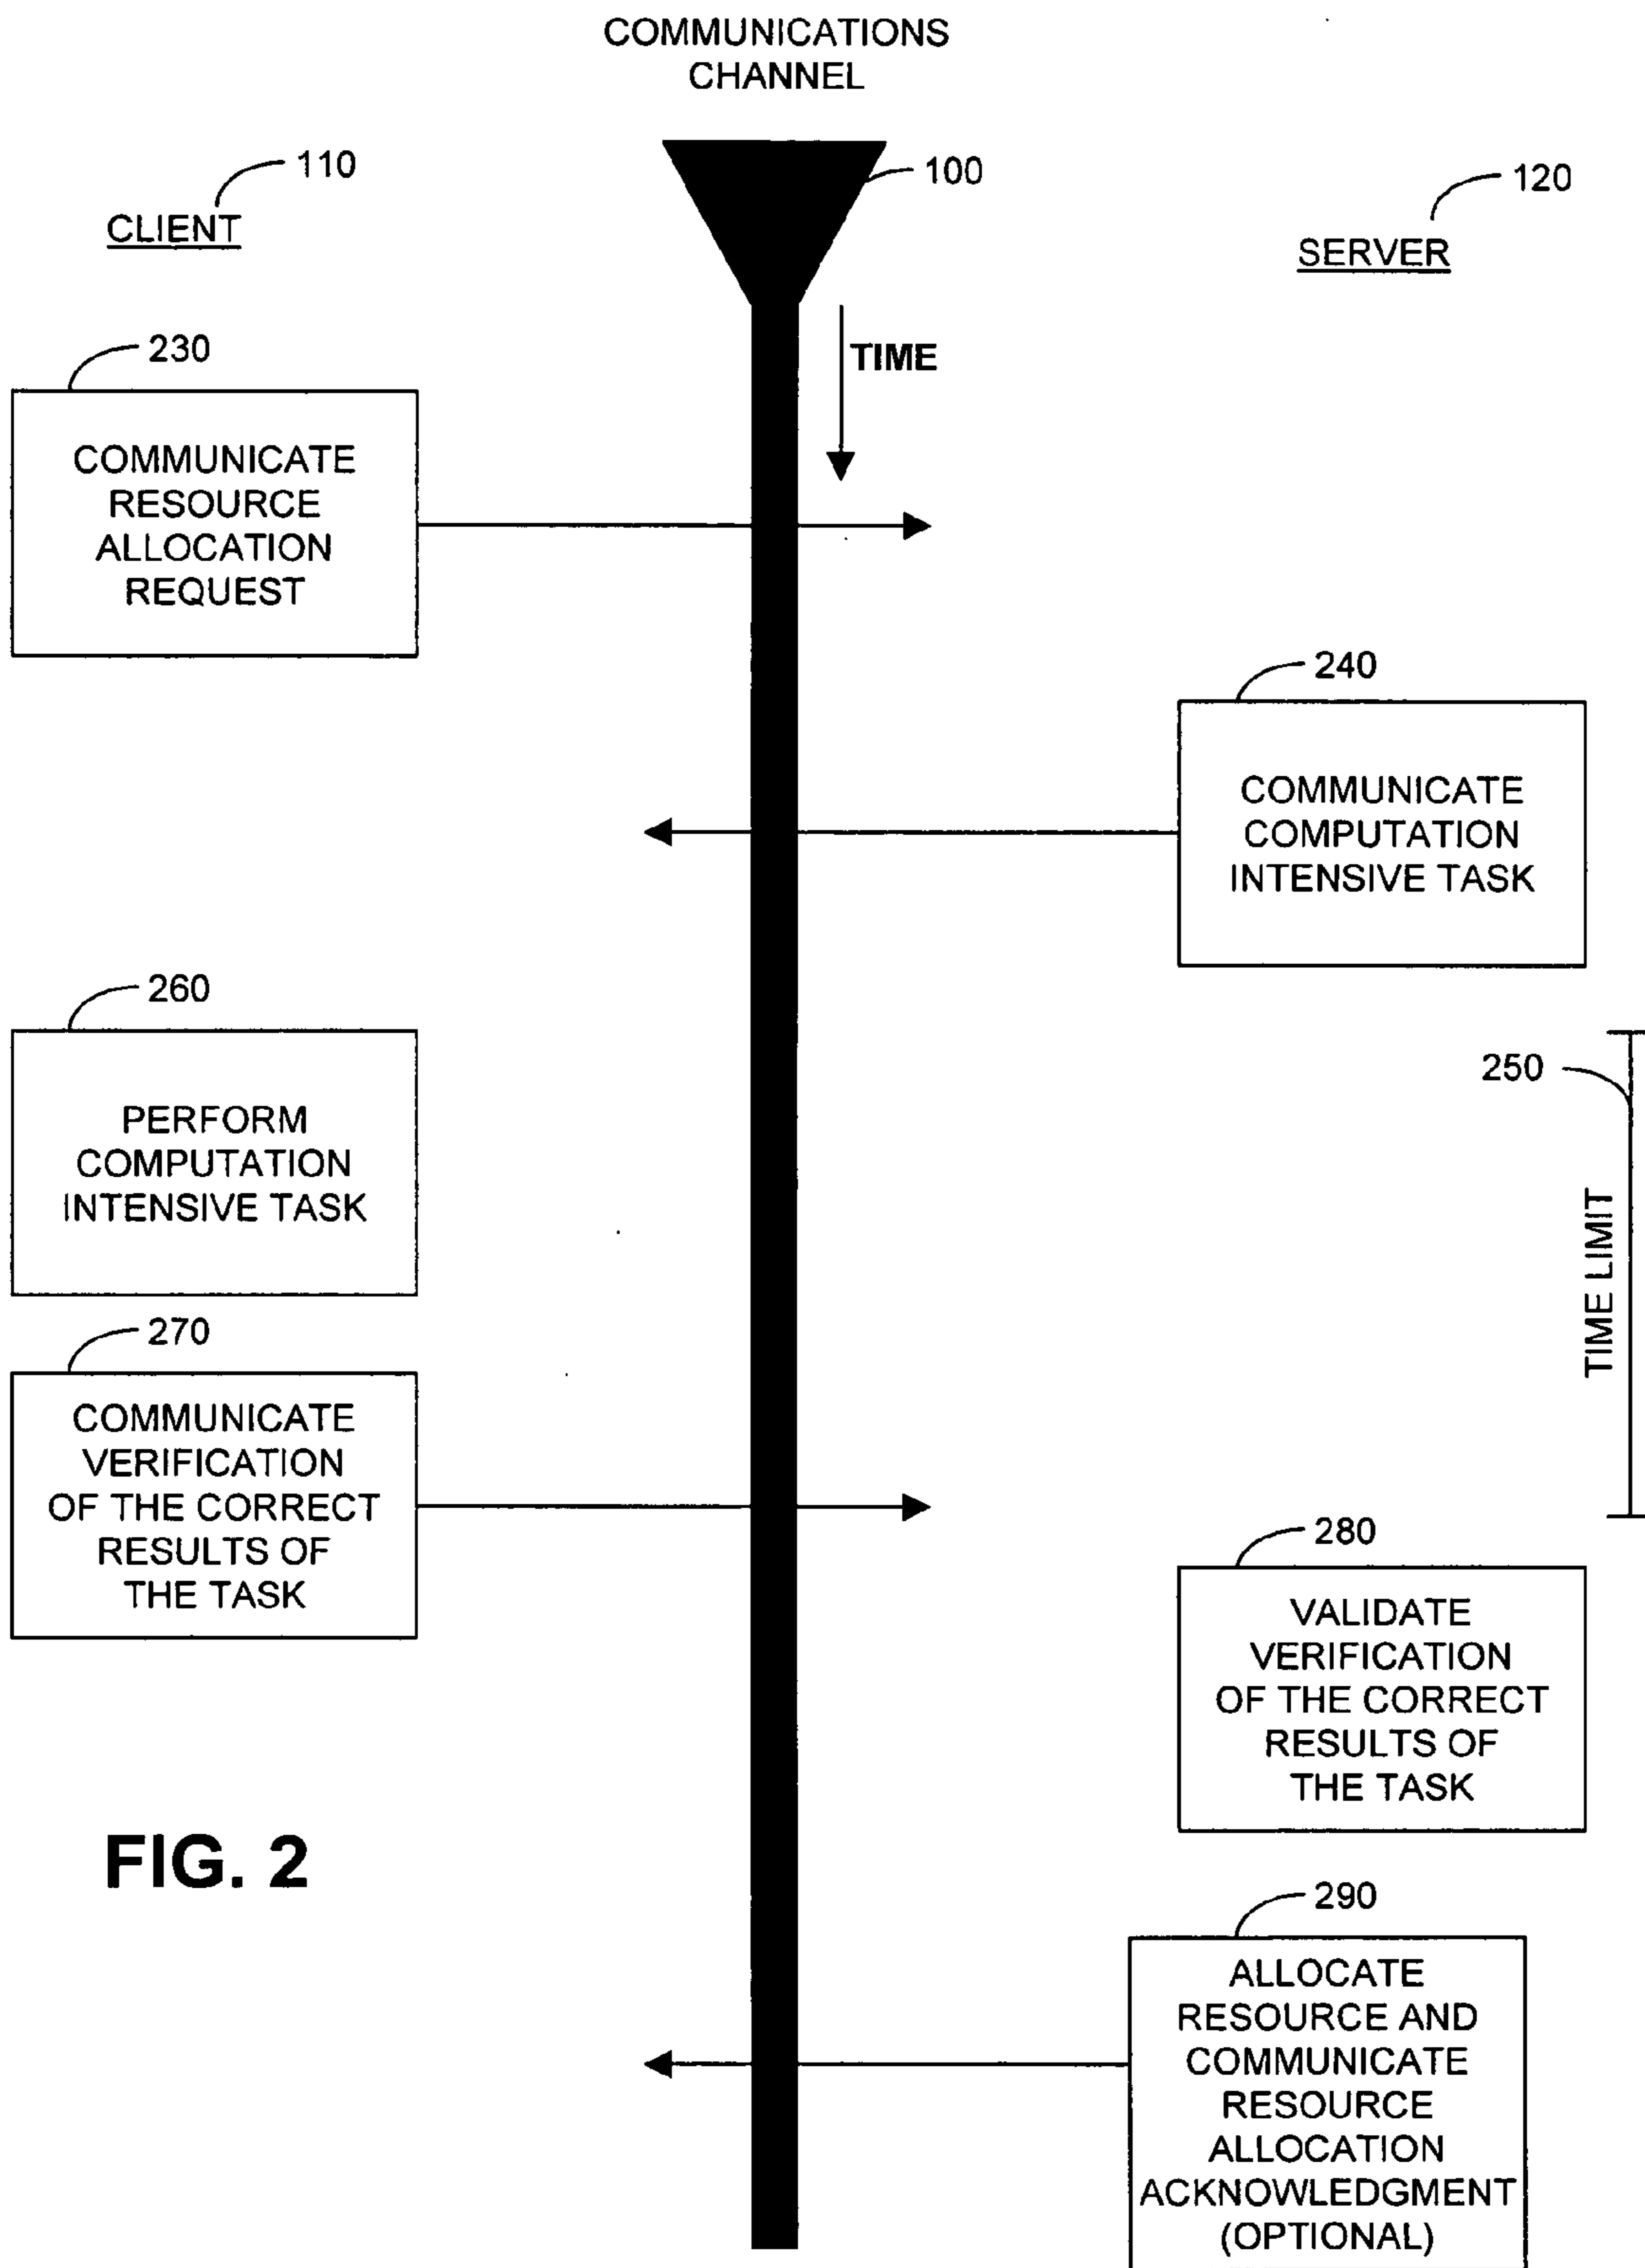 COMMUNICATIONS
CHANNEL
110
100
120
CLIENT
SERVER
230
TIME
COMMUNICATE
RESOURCE
ALLOCATION
REQUEST
240
COMMUNICATE
COMPUTATION
INTENSIVE TASK
260
250
PERFORM
COMPUTATION
INTENSIVE TASK
TIME LIMIT
270
COMMUNICATE
VERIFICATION
OF THE CORRECT
RESULTS OF
THE TASK
280
VALIDATE
VERIFICATION
OF THE CORRECT
RESULTS OF
THE TASK
FIG. 2
290
ALLOCATE
RESOURCE AND
COMMUNICATE
RESOURCE
ALLOCATION
ACKNOWLEDGMENT
(OPTIONAL)